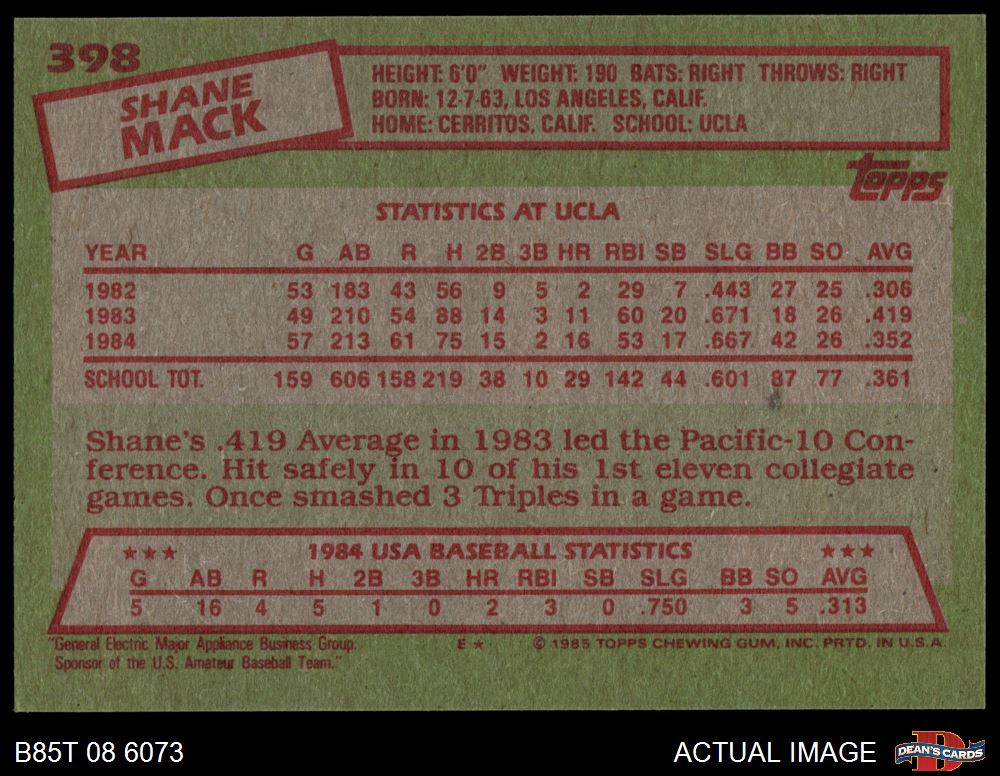 398
SHANE
MACK
HEIGHT: 6'0" WEIGHT: 190 BATS: RIGHT THROWS: RIGHT
BORN: 12-7-63, LOS ANGELES, CALIF.
HOME: CERRITOS, CALIF. SCHOOL: UCLA
topps
STATISTICS AT UCLA
YEAR G AB R H 2B 3B HR RBI SB SLG BB SO AVG
1982 53 183 43 56 9 5 2 29 7 .443 27 25 .306
1983 49 210 54 88 14 3 11 60 20 .671 18 26 .419
1984 57 213 61 75 15 2 16 53 17 .667 42 26 .352
SCHOOL TOT. 159 606 158 219 38 10 29 142 44 .601 87 77 .361
Shane's .419 Average in 1983 led the Pacific-10 Con-
ference. Hit safely in 10 of his 1st eleven collegiate
games. Once smashed 3 Triples in a game.
★★★ 1984 USA BASEBALL STATISTICS ★★★
G AB R H 2B 3B HR RBI SB SLG BB SO AVG
5 16 4 5 1 0 2 3 0 .750 3 5 .313
"General Electric Major Appliance Business Group.
Sponsor of the U.S. Amateur Baseball Team."
E ★ © 1985 TOPPS CHEWING GUM, INC. PRTD. IN U.S.A.
B85T 08 6073
ACTUAL IMAGE
DEAN'S CARDS